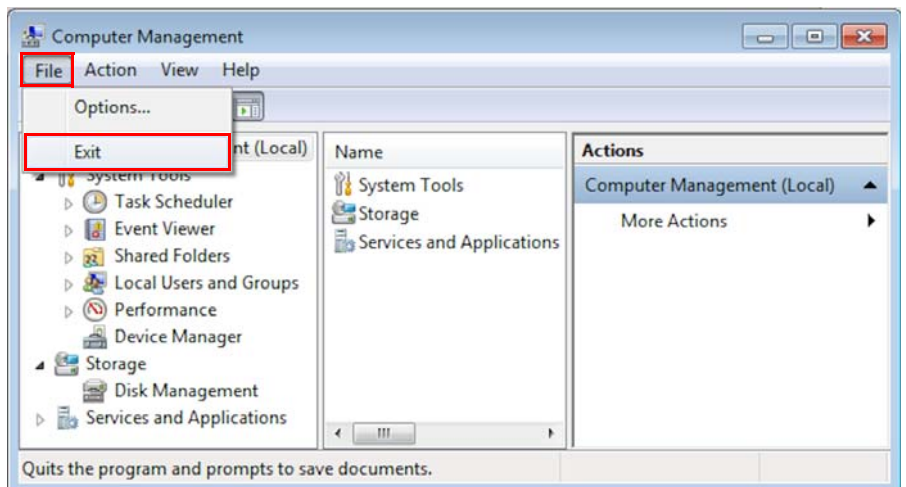 Computer Management
File Action View Help
Options...
Exit
nt (Local)
System Tools
Task Scheduler
Event Viewer
Shared Folders
Local Users and Groups
Performance
Device Manager
Storage
Disk Management
Services and Applications
Name
System Tools
Storage
Services and Applications
Actions
Computer Management (Local)
More Actions
Quits the program and prompts to save documents.